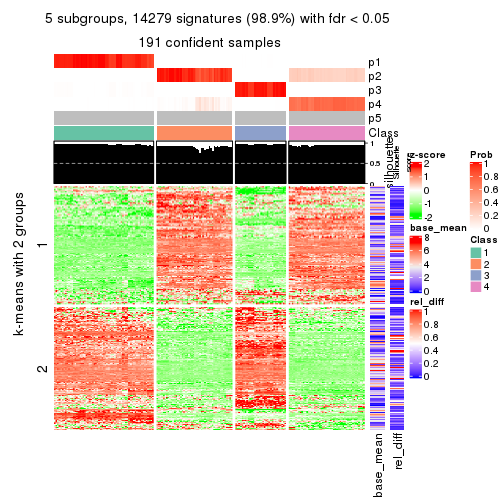 5 subgroups, 14279 signatures (98.9%) with fdr < 0.05
191 confident samples
p1
p2
p3
p4
p5
Class
1
0.5
0
silhouette
Silhouette
score
k-means with 2 groups
1
2
base_mean
rel_diff
z-score
2
1
0
-1
-2
base_mean
8
6
4
2
0
rel_diff
1
0.8
0.6
0.4
0.2
0
Prob
1
0.8
0.6
0.4
0.2
0
Class
1
2
3
4